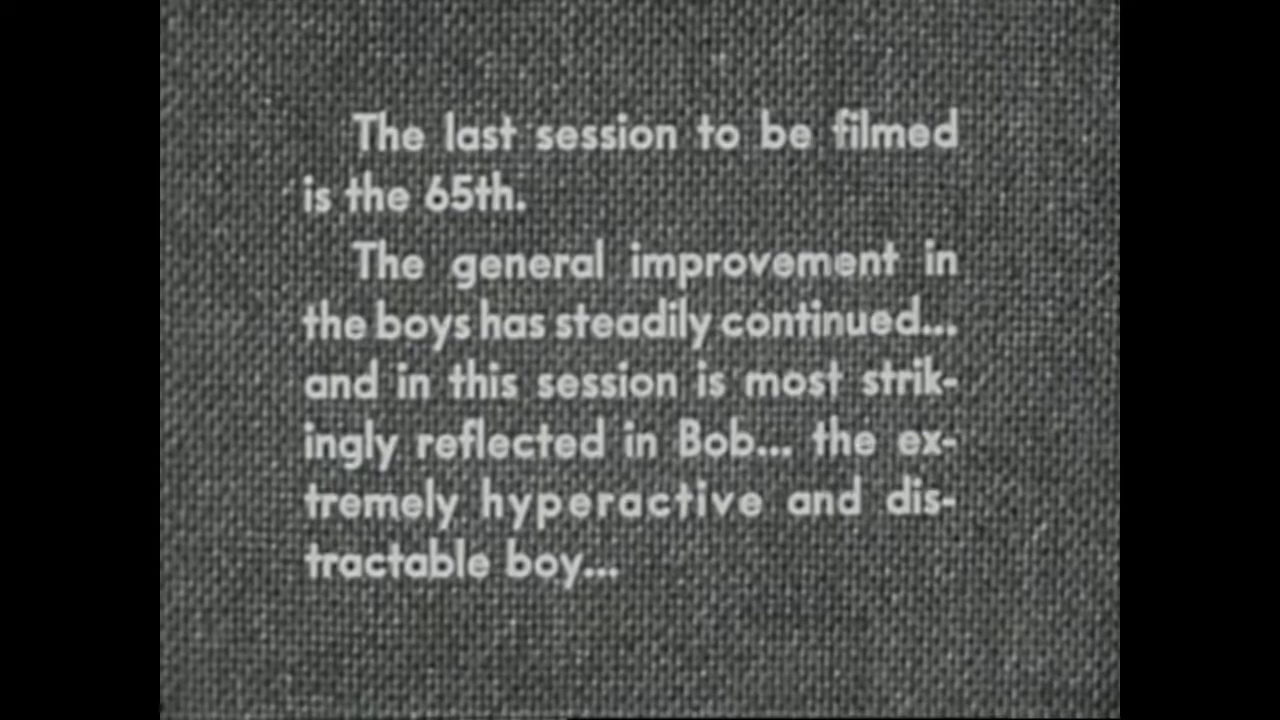 The last session to be filmed
is the 65th.
The general improvement in
the boys has steadily continued...
and in this session is most strik-
ingly reflected in Bob... the ex-
tremely hyperactive and dis-
tractable boy...